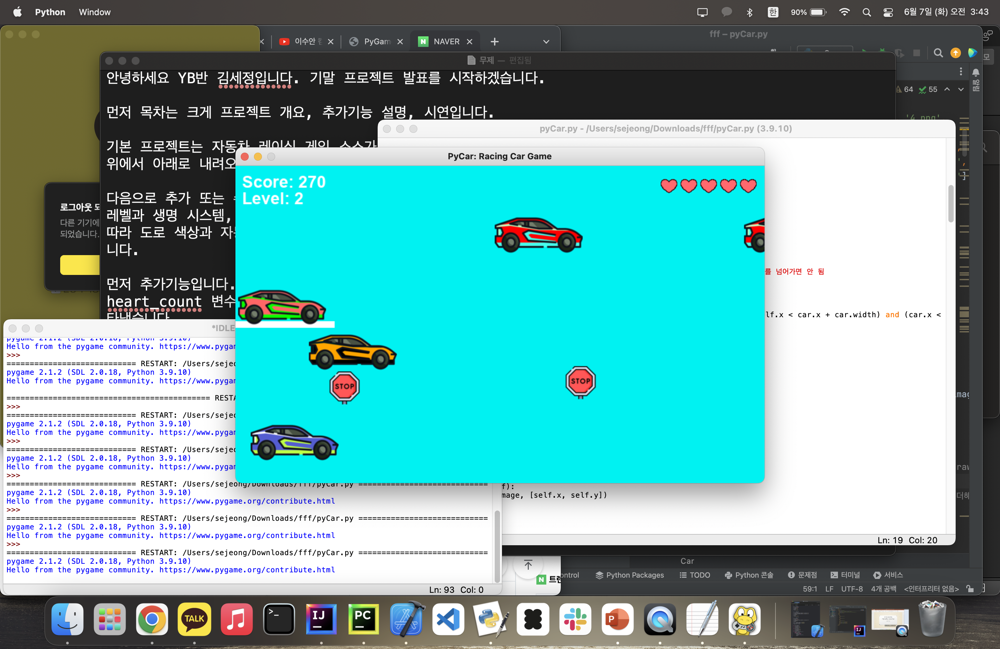 Python Window
90%
6월 7일 (화) 오전 3:43
이수안
PyGam
NAVER
fff – pyCar.py
무제 — 편집됨
안녕하세요 YB반 김세정입니다. 기말 프로젝트 발표를 시작하겠습니다.
64 55
먼저 목차는 크게 프로젝트 개요, 추가기능 설명, 시연입니다.
pyCar.py - /Users/sejeong/Downloads/fff/pyCar.py (3.9.10)
기본 프로젝트는 자동차 레이싱 게임 소스가
위에서 아래로 내려오
PyCar: Racing Car Game
Score: 270
Level: 2
다음으로 추가 또는
레벨과 생명 시스템,
따라 도로 색상과 자
니다.
로그아웃 되
다른 기기에
되었습니다.
를 넘어가면 안 됨
먼저 추가기능입니다.
heart_count 변수
lf.x < car.x + car.width) and (car.x <
*IDLE
pygame 2.1.2 (SDL 2.0.18, Python 3.9.10)
Hello from the pygame community. https://www.pygam
>>>
============================ RESTART: /Users/sejeo
pygame 2.1.2 (SDL 2.0.18, Python 3.9.10)
Hello from the pygame community. https://www.pygam
============================================ RESTA
>>>
============================ RESTART: /Users/sejeo
pygame 2.1.2 (SDL 2.0.18, Python 3.9.10)
Hello from the pygame community. https://www.pygam
>>>
============================ RESTART: /Users/sejeo
pygame 2.1.2 (SDL 2.0.18, Python 3.9.10)
Hello from the pygame community. https://www.pygam
>>>
============================ RESTART: /Users/sejeong/Downloads/fff/pyCar.py ============================
pygame 2.1.2 (SDL 2.0.18, Python 3.9.10)
Hello from the pygame community. https://www.pygame.org/contribute.html
>>>
============================ RESTART: /Users/sejeong/Downloads/fff/pyCar.py ============================
pygame 2.1.2 (SDL 2.0.18, Python 3.9.10)
Hello from the pygame community. https://www.pygame.org/contribute.html
>>>
============================ RESTART: /Users/sejeong/Downloads/fff/pyCar.py ============================
pygame 2.1.2 (SDL 2.0.18, Python 3.9.10)
Hello from the pygame community. https://www.pygame.org/contribute.html
Ln: 93 Col: 0
STOP
STOP
f):
mage, [self.x, self.y])
Ln: 19 Col: 20
Car
ontrol Python Packages TODO Python 콘솔 문제점 터미널 서비스
59:1 LF UTF-8 4개 공백 <인터프리터 없음>
TALK
IJ
PC
P
IJ